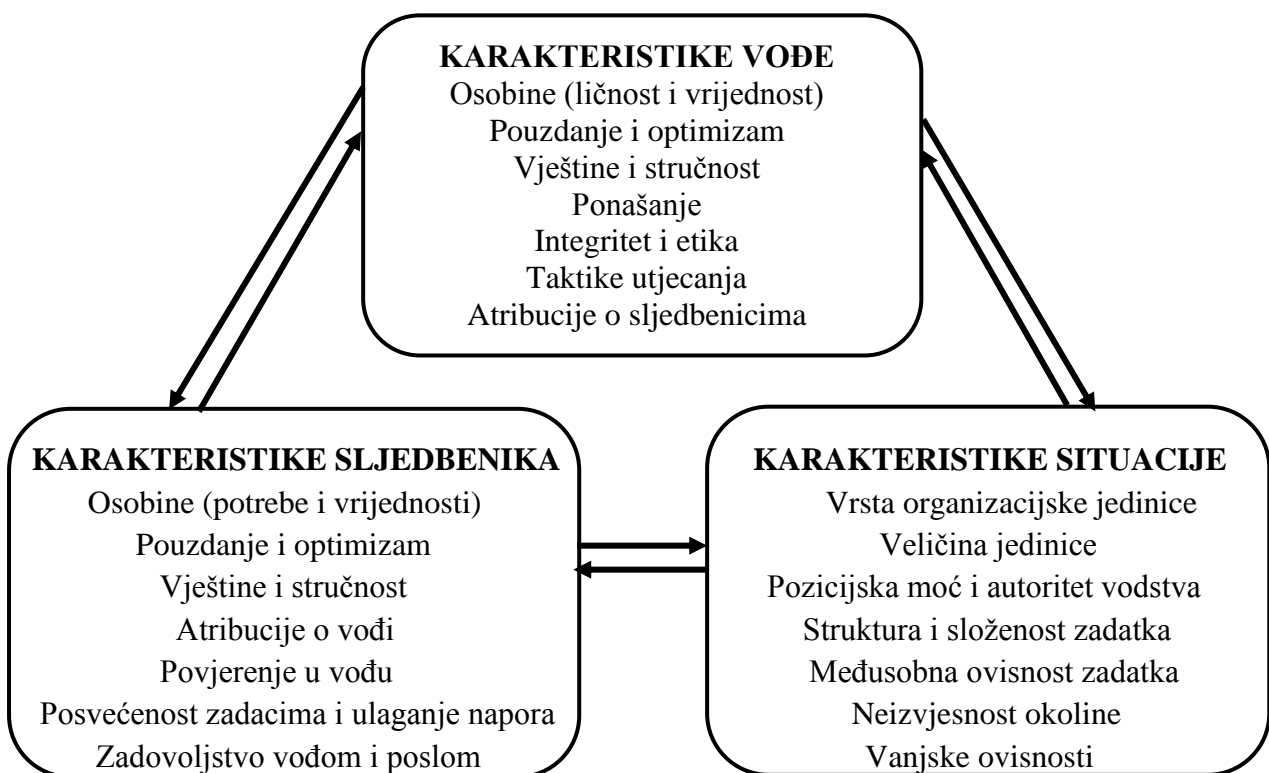 KARAKTERISTIKE VOĐE
Osobine (ličnost i vrijednost)
Pouzdanje i optimizam
Vještine i stručnost
Ponašanje
Integritet i etika
Taktike utjecanja
Atribucije o sljedbenicima
KARAKTERISTIKE SLJEDBENIKA
Osobine (potrebe i vrijednosti)
Pouzdanje i optimizam
Vještine i stručnost
Atribucije o vođi
Povjerenje u vođu
Posvećenost zadacima i ulaganje napora
Zadovoljstvo vođom i poslom
KARAKTERISTIKE SITUACIJE
Vrsta organizacijske jedinice
Veličina jedinice
Pozicijska moć i autoritet vodstva
Struktura i složenost zadatka
Međusobna ovisnost zadatka
Neizvjesnost okoline
Vanjske ovisnosti